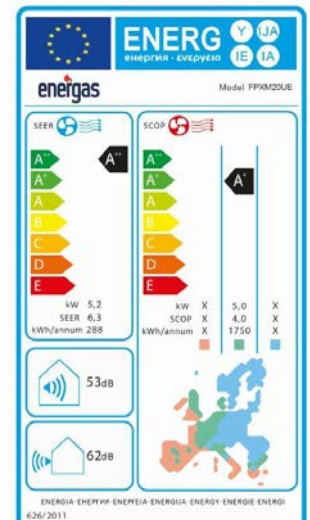 ENERG Y IJA
енергия · ενεργεια IE IA
energas
Model FPXM20UE
SEER
SCOP
A++ A++ A++
A+ A+ A+
A A
B B
C C
D D
E E
kW 5,2
SEER 6,3
kWh/annum 288
kW X 5,0 X
SCOP X 4,0 X
kWh/annum X 1750 X
53dB
62dB
ENERGIA·ЕНЕРГИЯ·ΕΝΕΡΓΕΙΑ·ENERGIJA·ENERGY·ENERGIE·ENERGI
626/2011